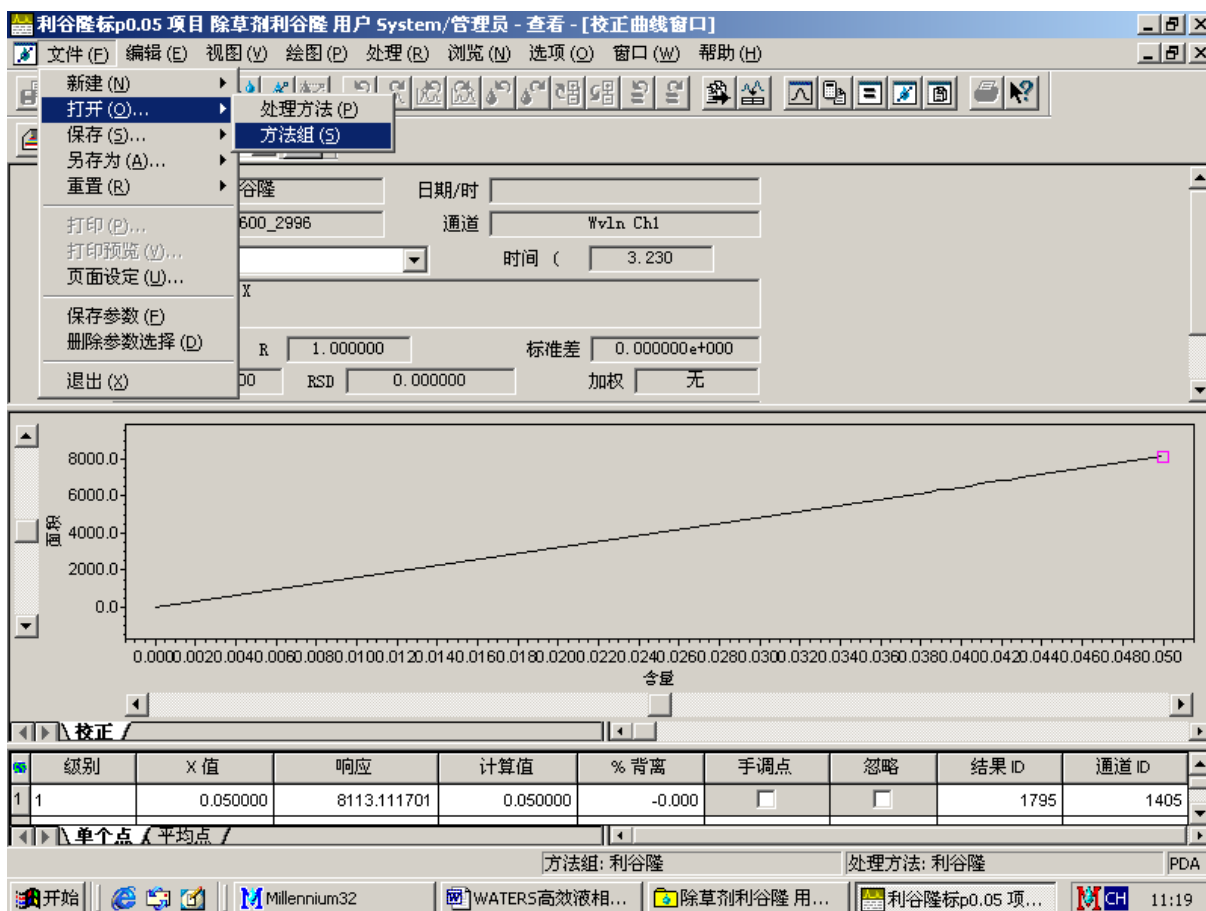 利谷隆标p0.05 项目 除草剂利谷隆 用户 System/管理员 - 查看 - [校正曲线窗口]
文件(F) 编辑(E) 视图(V) 绘图(P) 处理(R) 浏览(N) 选项(O) 窗口(W) 帮助(H)
新建(N)
打开(O)... 处理方法(P)
保存(S)... 方法组(S)
另存为(A)...
重置(R) 谷隆 日期/时
打印(P)... 600_2996 通道 Wvln Ch1
打印预览(V)... 时间 ( 3.230
页面设定(U)...
X
保存参数(F)
删除参数选择(D) R 1.000000 标准差 0.000000e+000
退出(X) 00 RSD 0.000000 加权 无
8000.0
6000.0
面积
4000.0
2000.0
0.0
0.0000.0020.0040.0060.0080.0100.0120.0140.0160.0180.0200.0220.0240.0260.0280.0300.0320.0340.0360.0380.0400.0420.0440.0460.0480.050
含量
校正
级别 X 值 响应 计算值 % 背离 手调点 忽略 结果 ID 通道 ID
1 1 0.050000 8113.111701 0.050000 -0.000 1795 1405
单个点 平均点
方法组: 利谷隆 处理方法: 利谷隆 PDA
开始 Millennium32 WATERS高效液相... 除草剂利谷隆 用... 利谷隆标p0.05 项... CH 11:19